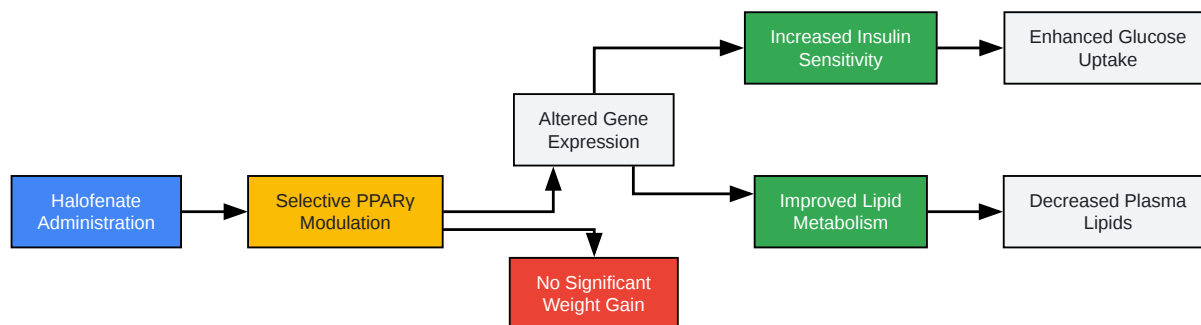 Halofenate
Administration
Selective PPARγ
Modulation
Altered Gene
Expression
No Significant
Weight Gain
Increased Insulin
Sensitivity
Enhanced Glucose
Uptake
Improved Lipid
Metabolism
Decreased Plasma
Lipids